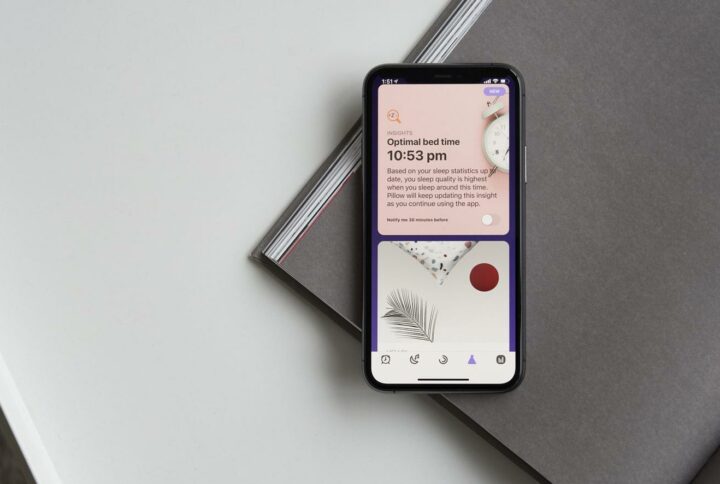 1:51
NEW
INSIGHTS
Optimal bed time
10:53 pm
Based on your sleep statistics up to
date, you sleep quality is highest
when you sleep around this time.
Pillow will keep updating this insight
as you continue using the app.
Notify me 30 minutes before